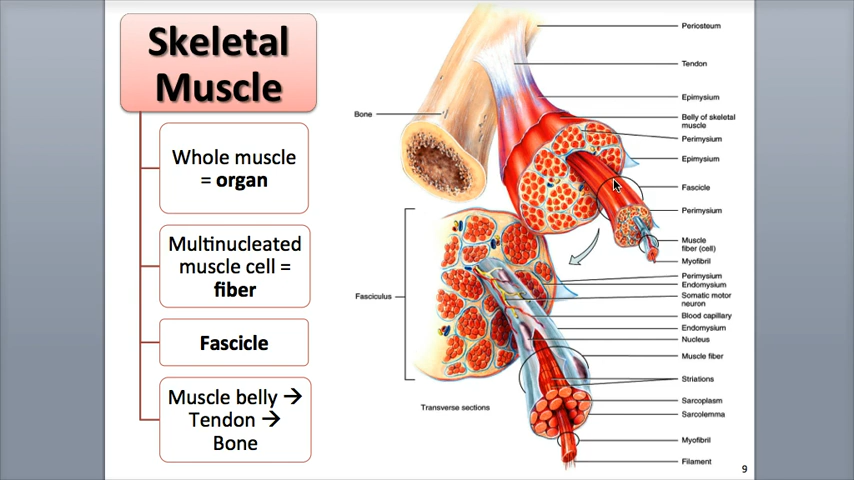 Skeletal
Muscle
Whole muscle
= organ
Multinucleated
muscle cell =
fiber
Fascicle
Muscle belly →
Tendon →
Bone
Bone
Fasciculus
Transverse sections
Periosteum
Tendon
Epimysium
Belly of skeletal
muscle
Perimysium
Epimysium
Fascicle
Perimysium
Muscle
fiber (cell)
Myofibril
Perimysium
Endomysium
Somatic motor
neuron
Blood capillary
Endomysium
Nucleus
Muscle fiber
Striations
Sarcoplasm
Sarcolemma
Myofibril
Filament
9